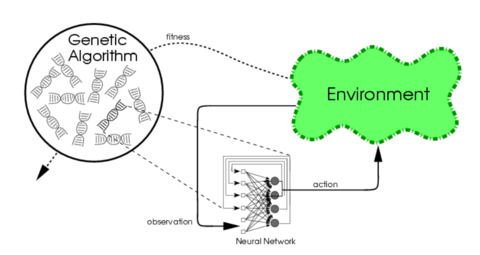 Genetic
Algorithm
fitness
Environment
action
observation
Neural Network